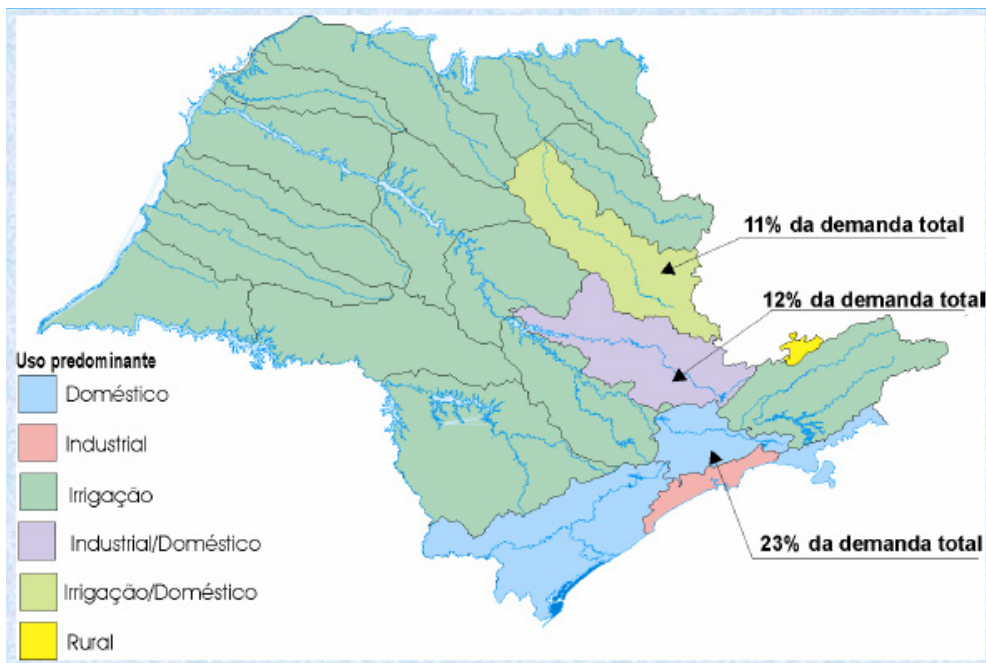 11% da demanda total
12% da demanda total
Uso predominante
Doméstico
Industrial
Irrigação
Industrial/Doméstico
Irrigação/Doméstico
Rural
23% da demanda total